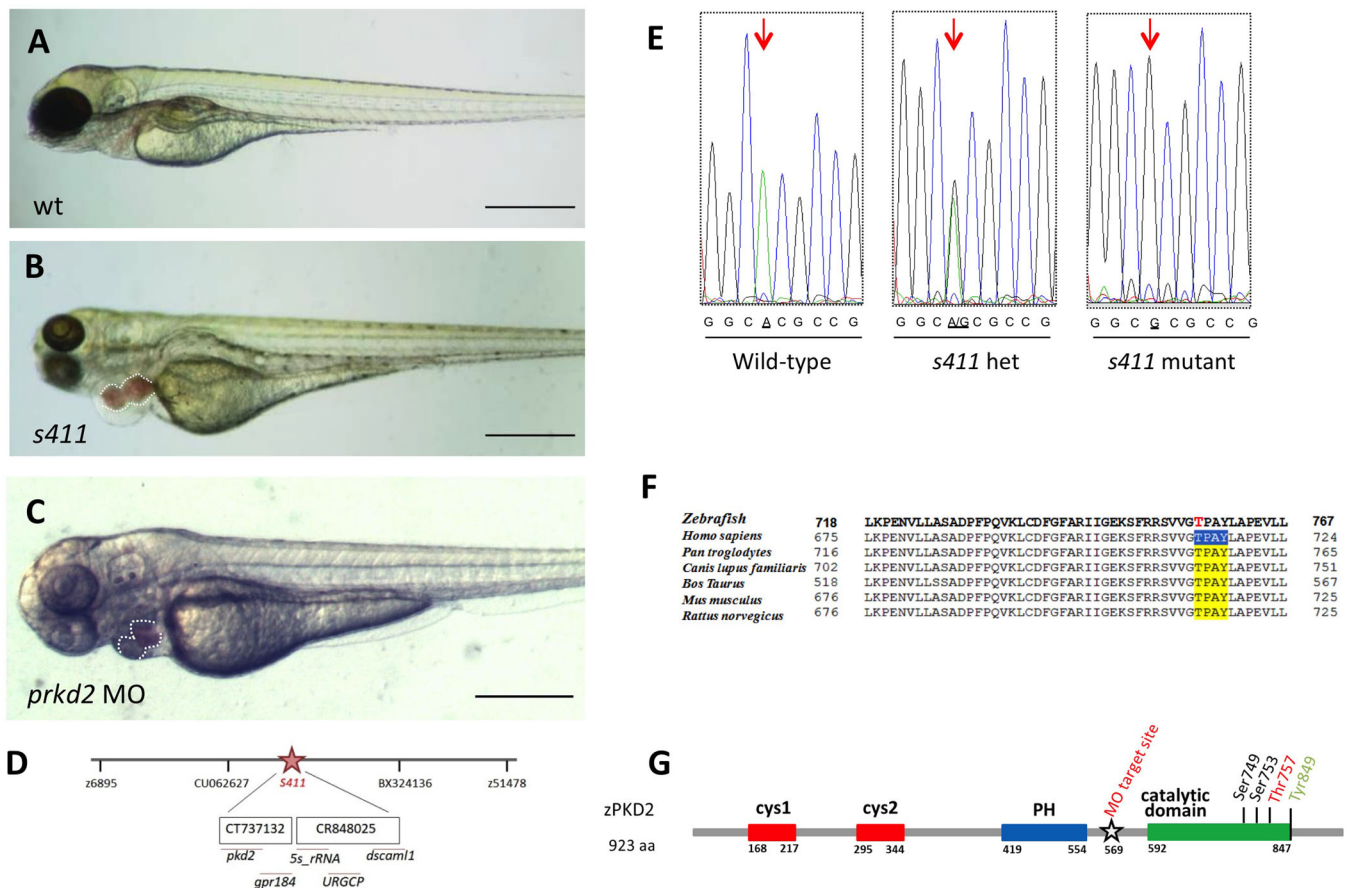 A
wt
B
s411
C
prkd2 MO
D
z6895
CU062627
S411
BX324136
z51478
CT737132
CR848025
pkd2
5s_rRNA
dscaml1
gpr184
URGCP
E
G G C A C G C C G
G G C A/G C G C C G
G G C G C G C C G
Wild-type
s411 het
s411 mutant
F
Zebrafish 718 LKPENVLLASADPFPQVKLCDFGFARIIGEKSFRRSVVGTPAYLAPEVLL 767
Homo sapiens 675 LKPENVLLASADPFPQVKLCDFGFARIIGEKSFRRSVVGTPAYLAPEVLL 724
Pan troglodytes 716 LKPENVLLASADPFPQVKLCDFGFARIIGEKSFRRSVVGTPAYLAPEVLL 765
Canis lupus familiaris 702 LKPENVLLASADPFPQVKLCDFGFARIIGEKSFRRSVVGTPAYLAPEVLL 751
Bos Taurus 518 LKPENVLLASADPFPQVKLCDFGFARIIGEKSFRRSVVGTPAYLAPEVLL 567
Mus musculus 676 LKPENVLLASADPFPQVKLCDFGFARIIGEKSFRRSVVGTPAYLAPEVLL 725
Rattus norvegicus 676 LKPENVLLASADPFPQVKLCDFGFARIIGEKSFRRSVVGTPAYLAPEVLL 725
G
zPKD2
923 aa
cys1
168 217
cys2
295 344
PH
419 554
MO target site
569
catalytic
domain
592 847
Ser749
Ser753
Thr757
Tyr849